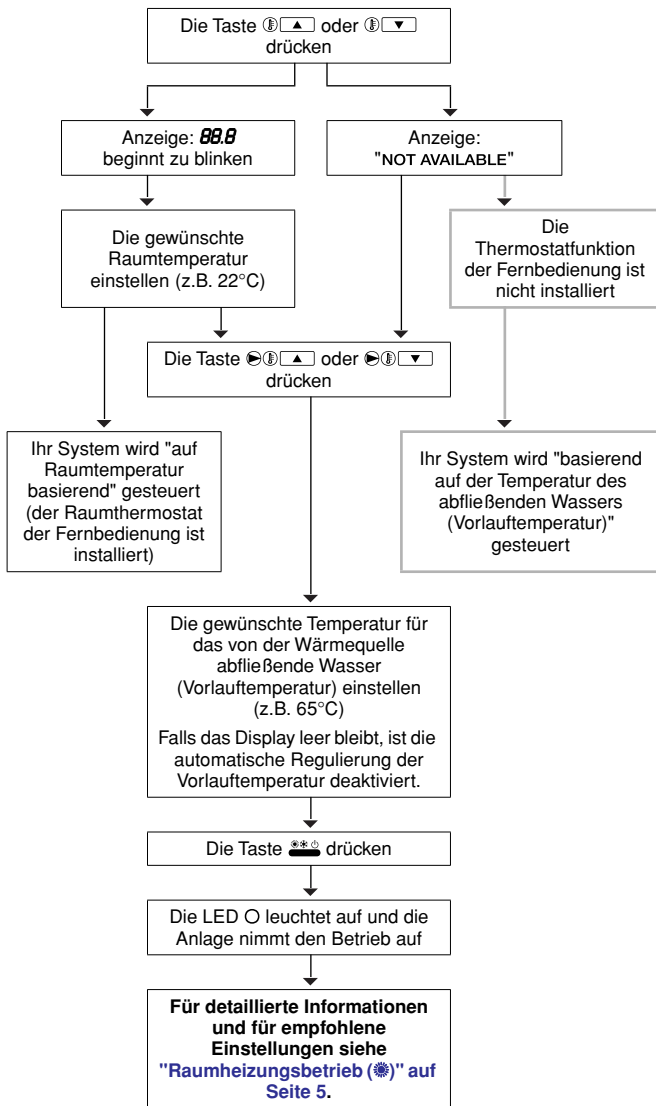 Die Taste ▲ oder ▼
drücken
Anzeige: 88.8
beginnt zu blinken
Anzeige:
"NOT AVAILABLE"
Die gewünschte
Raumtemperatur
einstellen (z.B. 22°C)
Die
Thermostatfunktion
der Fernbedienung ist
nicht installiert
Die Taste ▲ oder ▼
drücken
Ihr System wird "auf
Raumtemperatur
basierend" gesteuert
(der Raumthermostat
der Fernbedienung ist
installiert)
Ihr System wird "basierend
auf der Temperatur des
abfließenden Wassers
(Vorlauftemperatur)"
gesteuert
Die gewünschte Temperatur für
das von der Wärmequelle
abfließende Wasser
(Vorlauftemperatur) einstellen
(z.B. 65°C)
Falls das Display leer bleibt, ist die
automatische Regulierung der
Vorlauftemperatur deaktiviert.
Die Taste drücken
Die LED leuchtet auf und die
Anlage nimmt den Betrieb auf
Für detaillierte Informationen
und für empfohlene
Einstellungen siehe
"Raumheizungsbetrieb (☀)" auf
Seite 5.